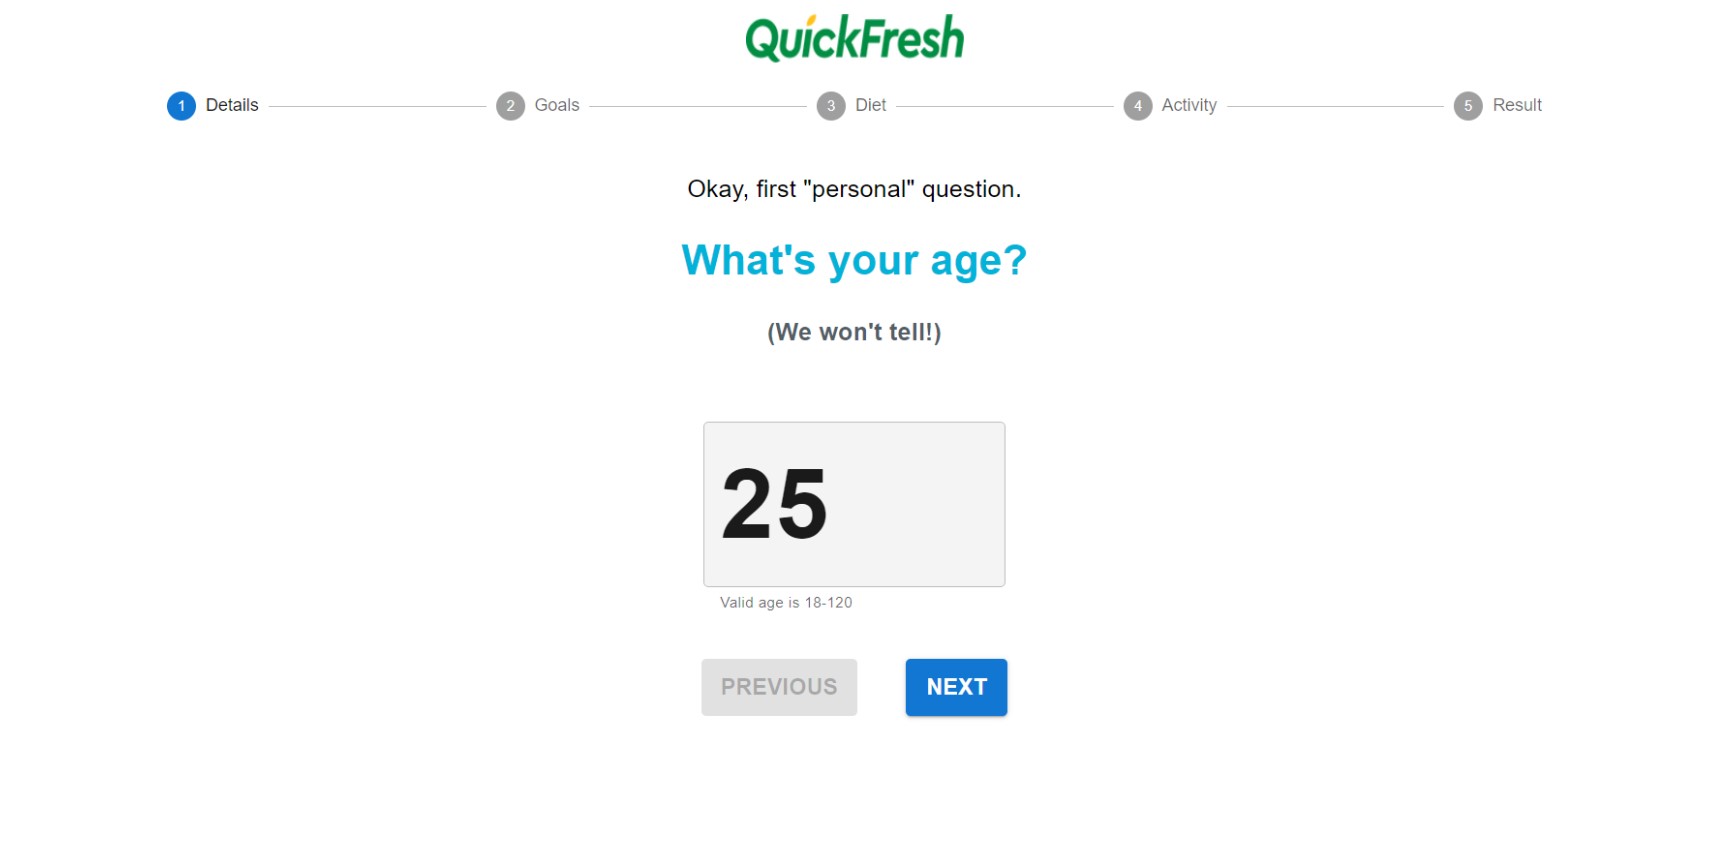 QuickFresh
1 Details 2 Goals 3 Diet 4 Activity 5 Result
Okay, first "personal" question.
What's your age?
(We won't tell!)
25
Valid age is 18-120
PREVIOUS NEXT